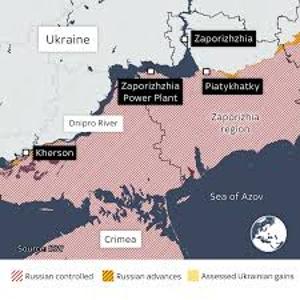 Ukraine
Zaporizhzhia
Zaporizhzhia
Power Plant
Piatykhatky
Dnipro River
Zaporizhzhia
region
Kherson
Sea of Azov
Crimea
Source: ISW
Russian controlled
Russian advances
Assessed Ukrainian gains